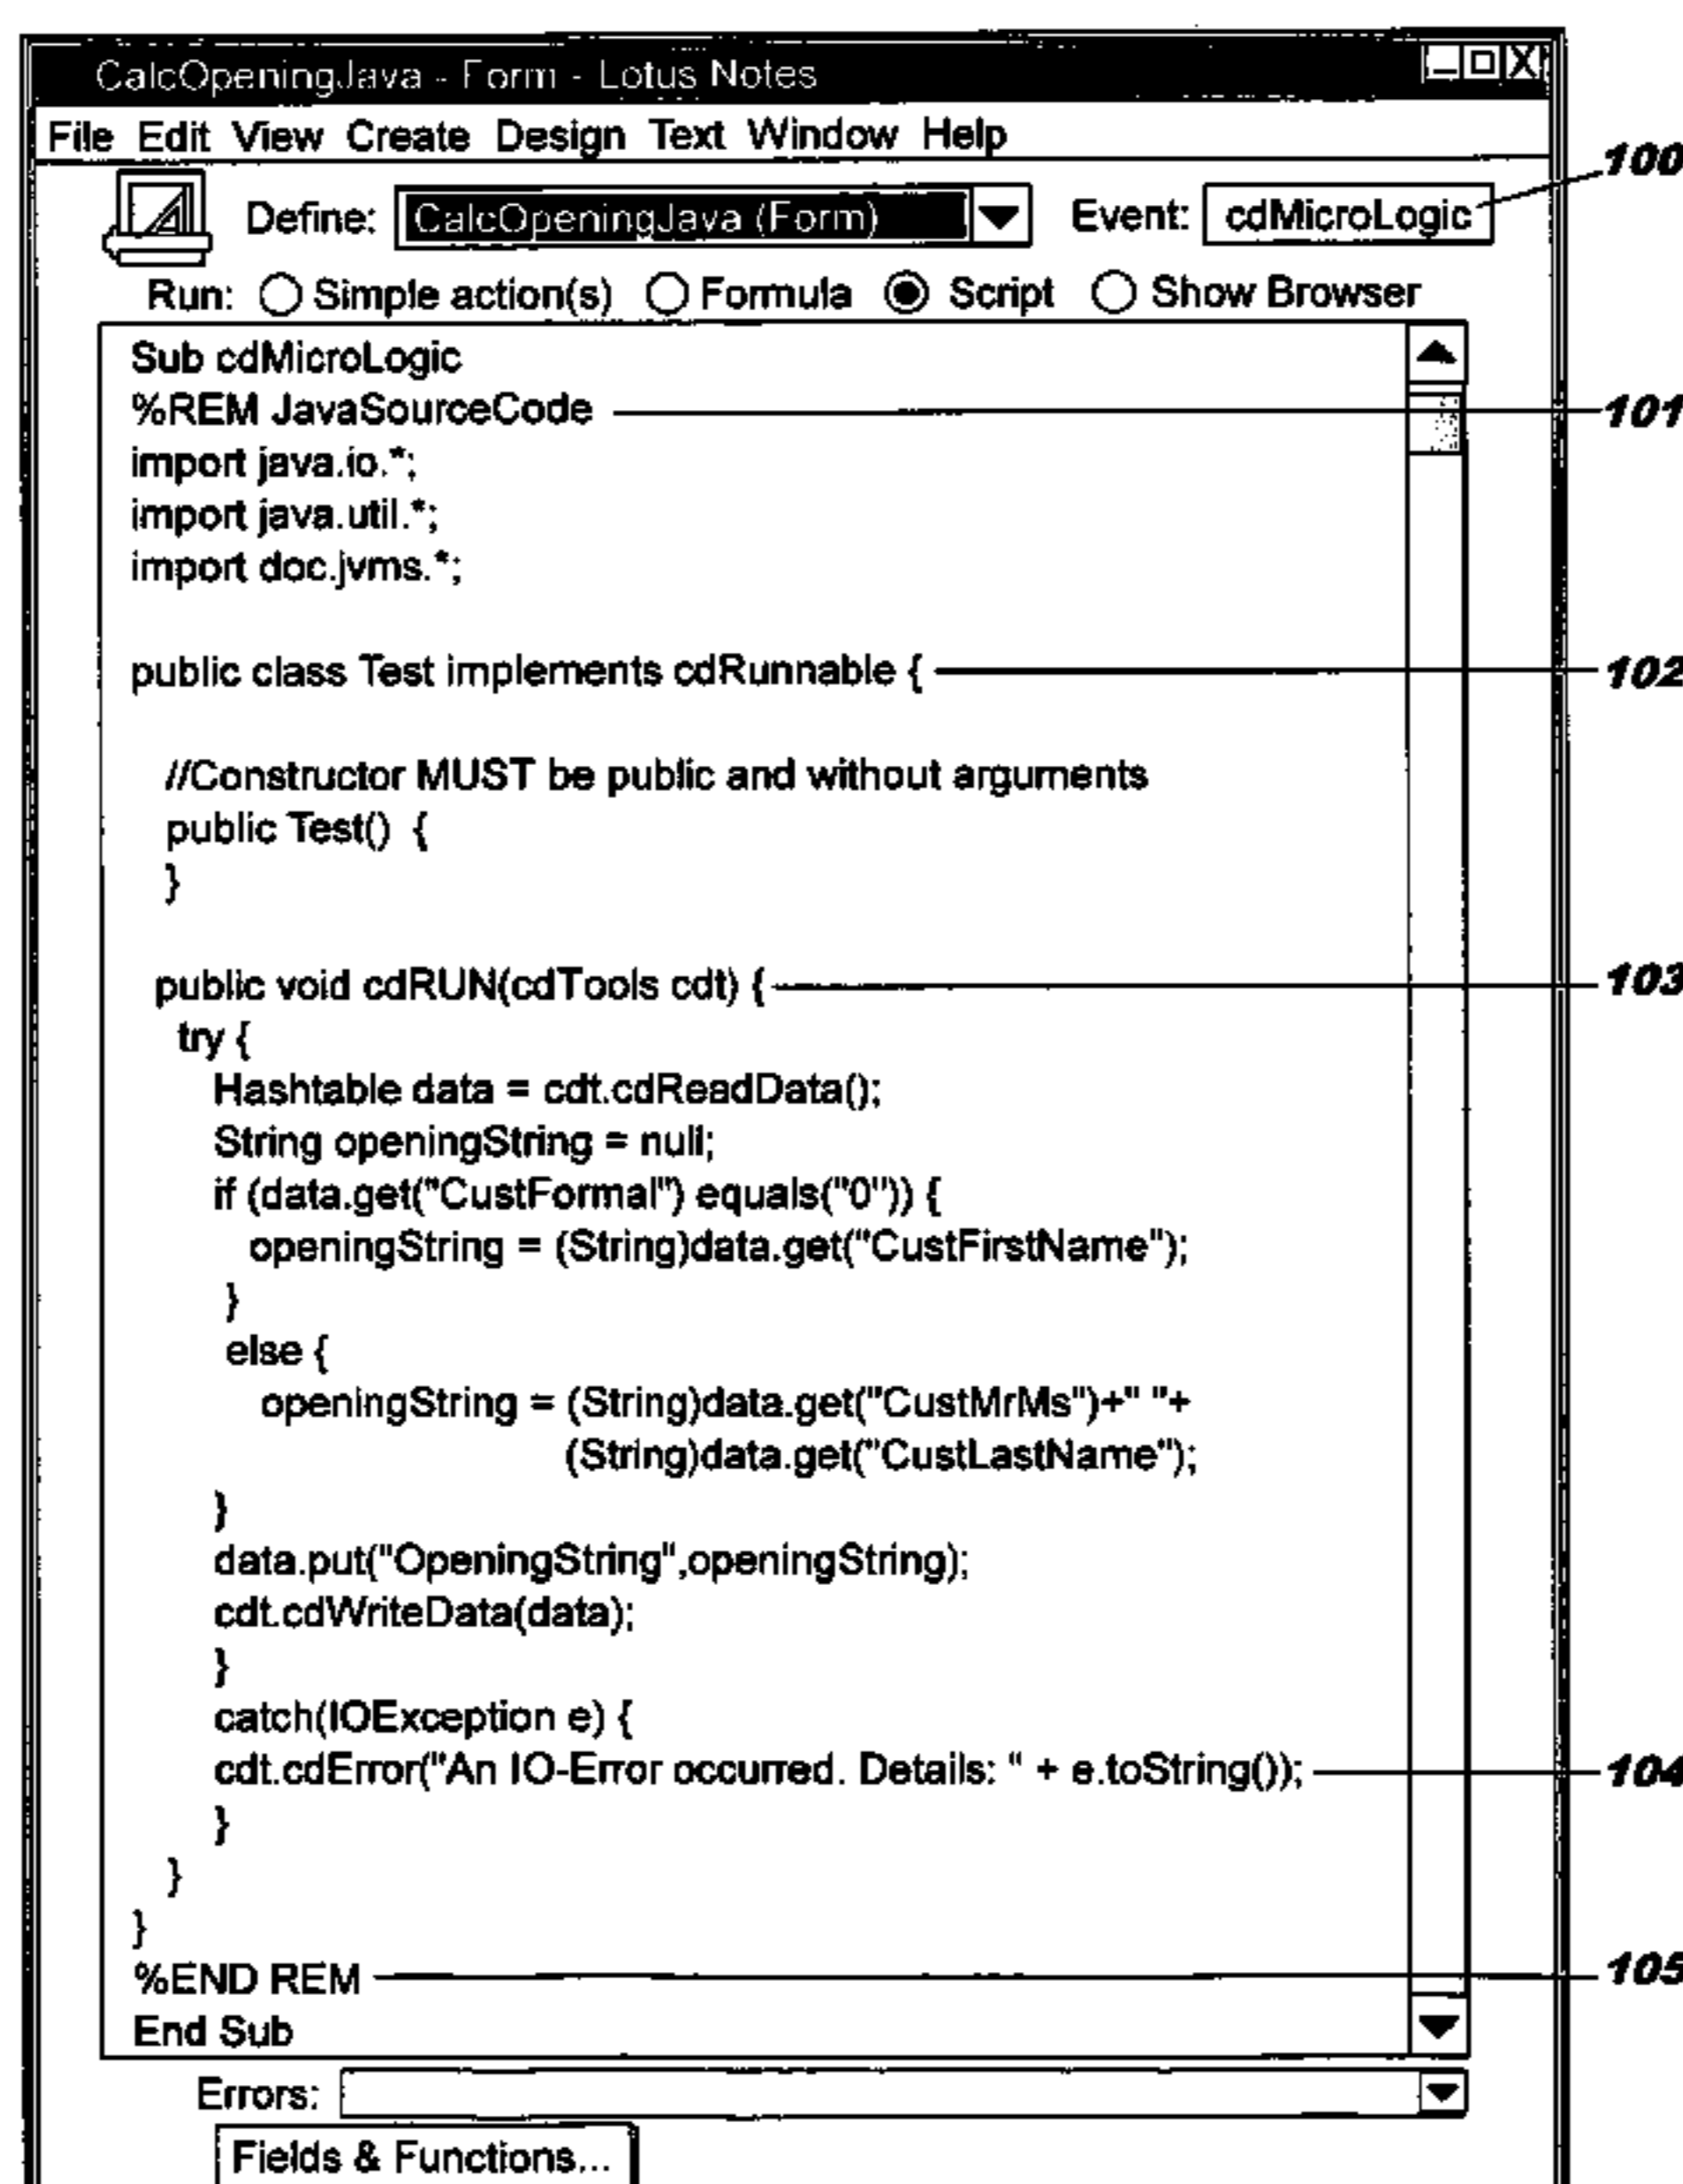 CalcOpeningJava - Form - Lotus Notes
File Edit View Create Design Text Window Help
100
Define: CalcOpeningJava (Form) Event: cdMicroLogic
Run: Simple action(s) Formula Script Show Browser
Sub cdMicroLogic
%REM JavaSourceCode 101
import java.io.*;
import java.util.*;
import doc.jvms.*;
public class Test implements cdRunnable { 102
//Constructor MUST be public and without arguments
public Test() {
}
public void cdRUN(cdTools cdt) { 103
try {
Hashtable data = cdt.cdReadData();
String openingString = null;
if (data.get("CustFormal") equals("0")) {
openingString = (String)data.get("CustFirstName");
}
else {
openingString = (String)data.get("CustMrMs")+" "+
(String)data.get("CustLastName");
}
data.put("OpeningString",openingString);
cdt.cdWriteData(data);
}
catch(IOException e) {
cdt.cdError("An IO-Error occurred. Details: " + e.toString()); 104
}
}
}
%END REM 105
End Sub
Errors:
Fields & Functions...